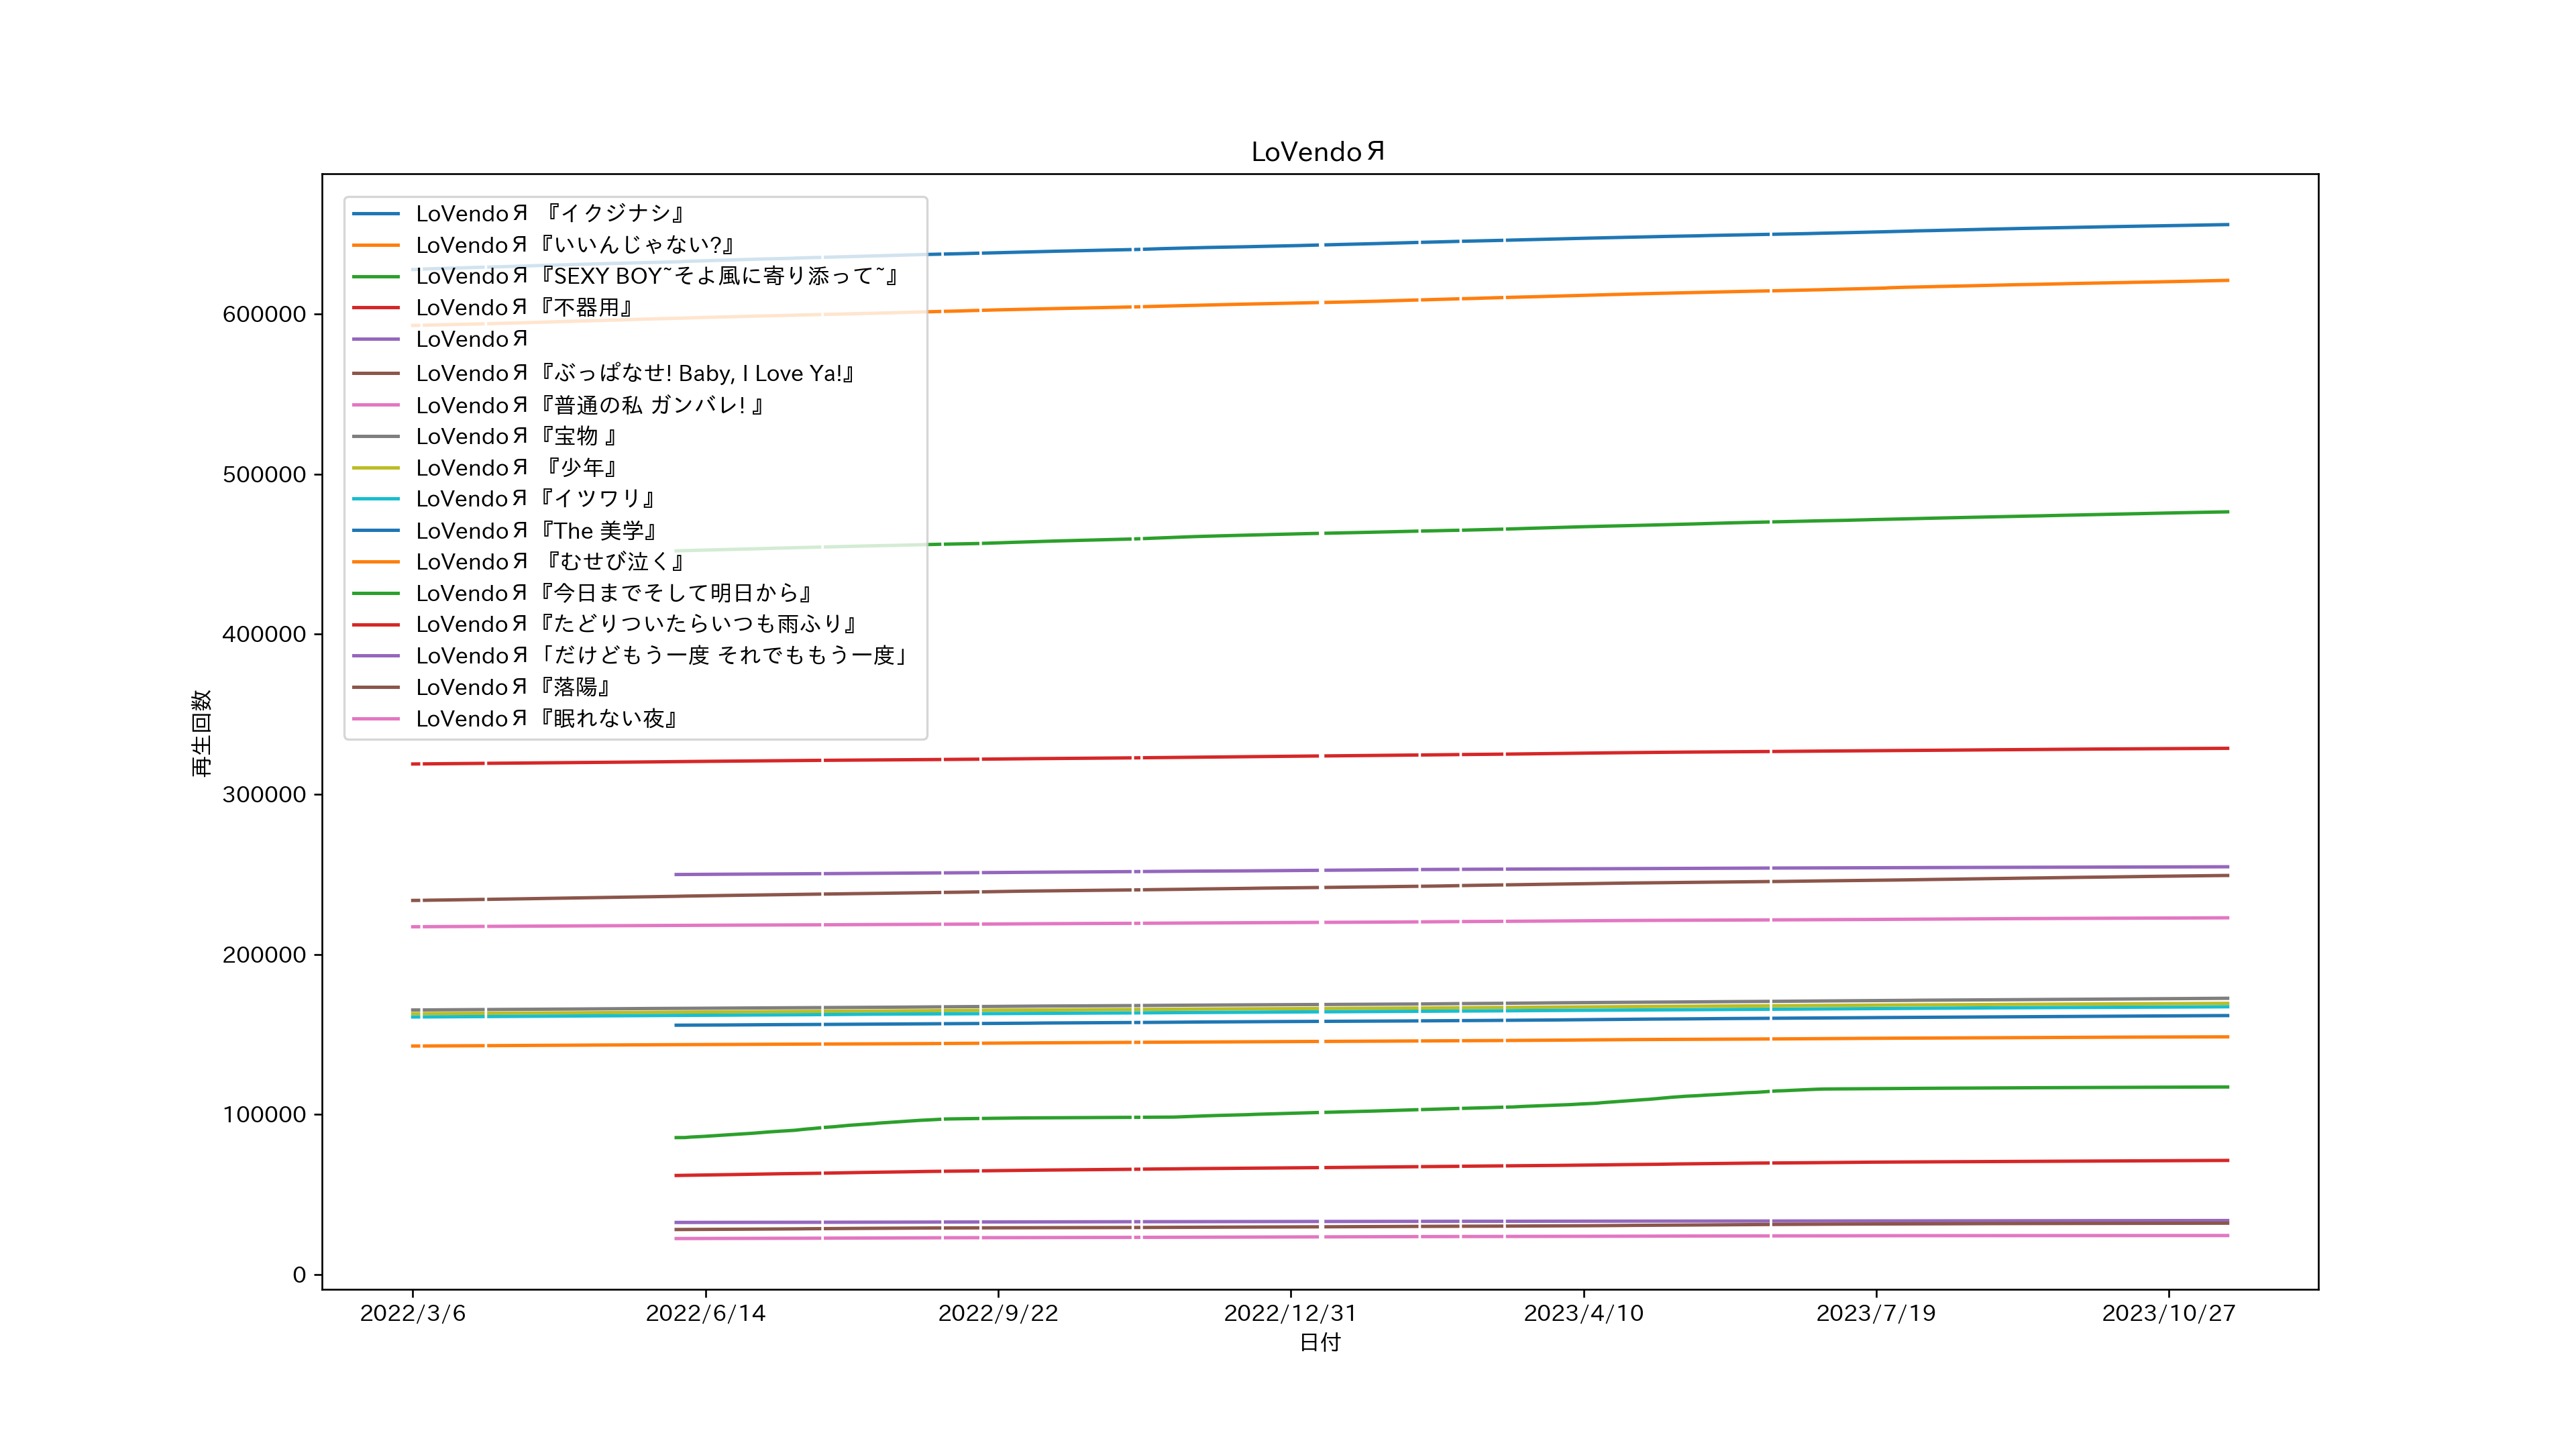 LoVendoЯ
LoVendoЯ 『イクジナシ』
LoVendoЯ『いいんじゃない?』
LoVendoЯ『SEXY BOY~そよ風に寄り添って~』
LoVendoЯ『不器用』
LoVendoЯ
LoVendoЯ『ぶっぱなせ! Baby, I Love Ya!』
LoVendoЯ『普通の私 ガンバレ! 』
LoVendoЯ『宝物 』
LoVendoЯ 『少年』
LoVendoЯ『イツワリ』
LoVendoЯ『The 美学』
LoVendoЯ 『むせび泣く』
LoVendoЯ『今日までそして明日から』
LoVendoЯ『たどりついたらいつも雨ふり』
LoVendoЯ「だけどもう一度 それでももう一度」
LoVendoЯ『落陽』
LoVendoЯ『眠れない夜』
600000
500000
400000
300000
200000
100000
0
再生回数
2022/3/6 2022/6/14 2022/9/22 2022/12/31 2023/4/10 2023/7/19 2023/10/27
日付